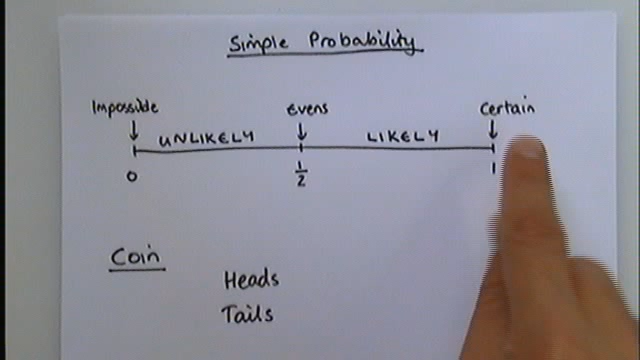 Simple Probability
Impossible Evens Certain
UNLIKELY LIKELY
0 1/2 1
Coin
Heads
Tails